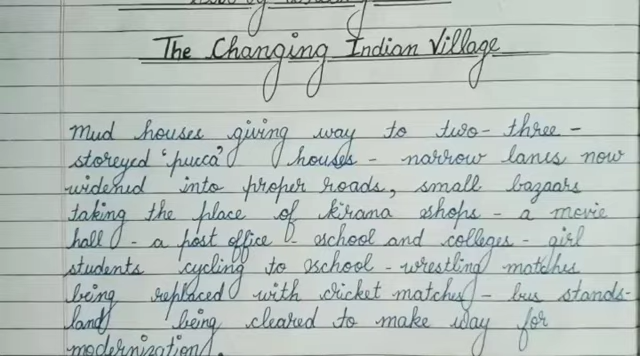 The Changing Indian Village
Mud houses giving way to two- three-
storeyed 'pucca' houses - narrow lanes now
widened into proper roads, small bazaars
taking the place of kirana shops - a movie
hall - a post office - school and colleges - girl
students cycling to school - wrestling matches
being replaced with cricket matches - bus stands-
land being cleared to make way for
modernization.